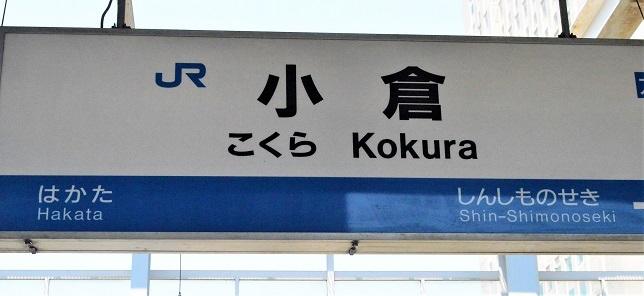 JR 小倉
こくら Kokura
はかた しんしものせき
Hakata Shin-Shimonoseki